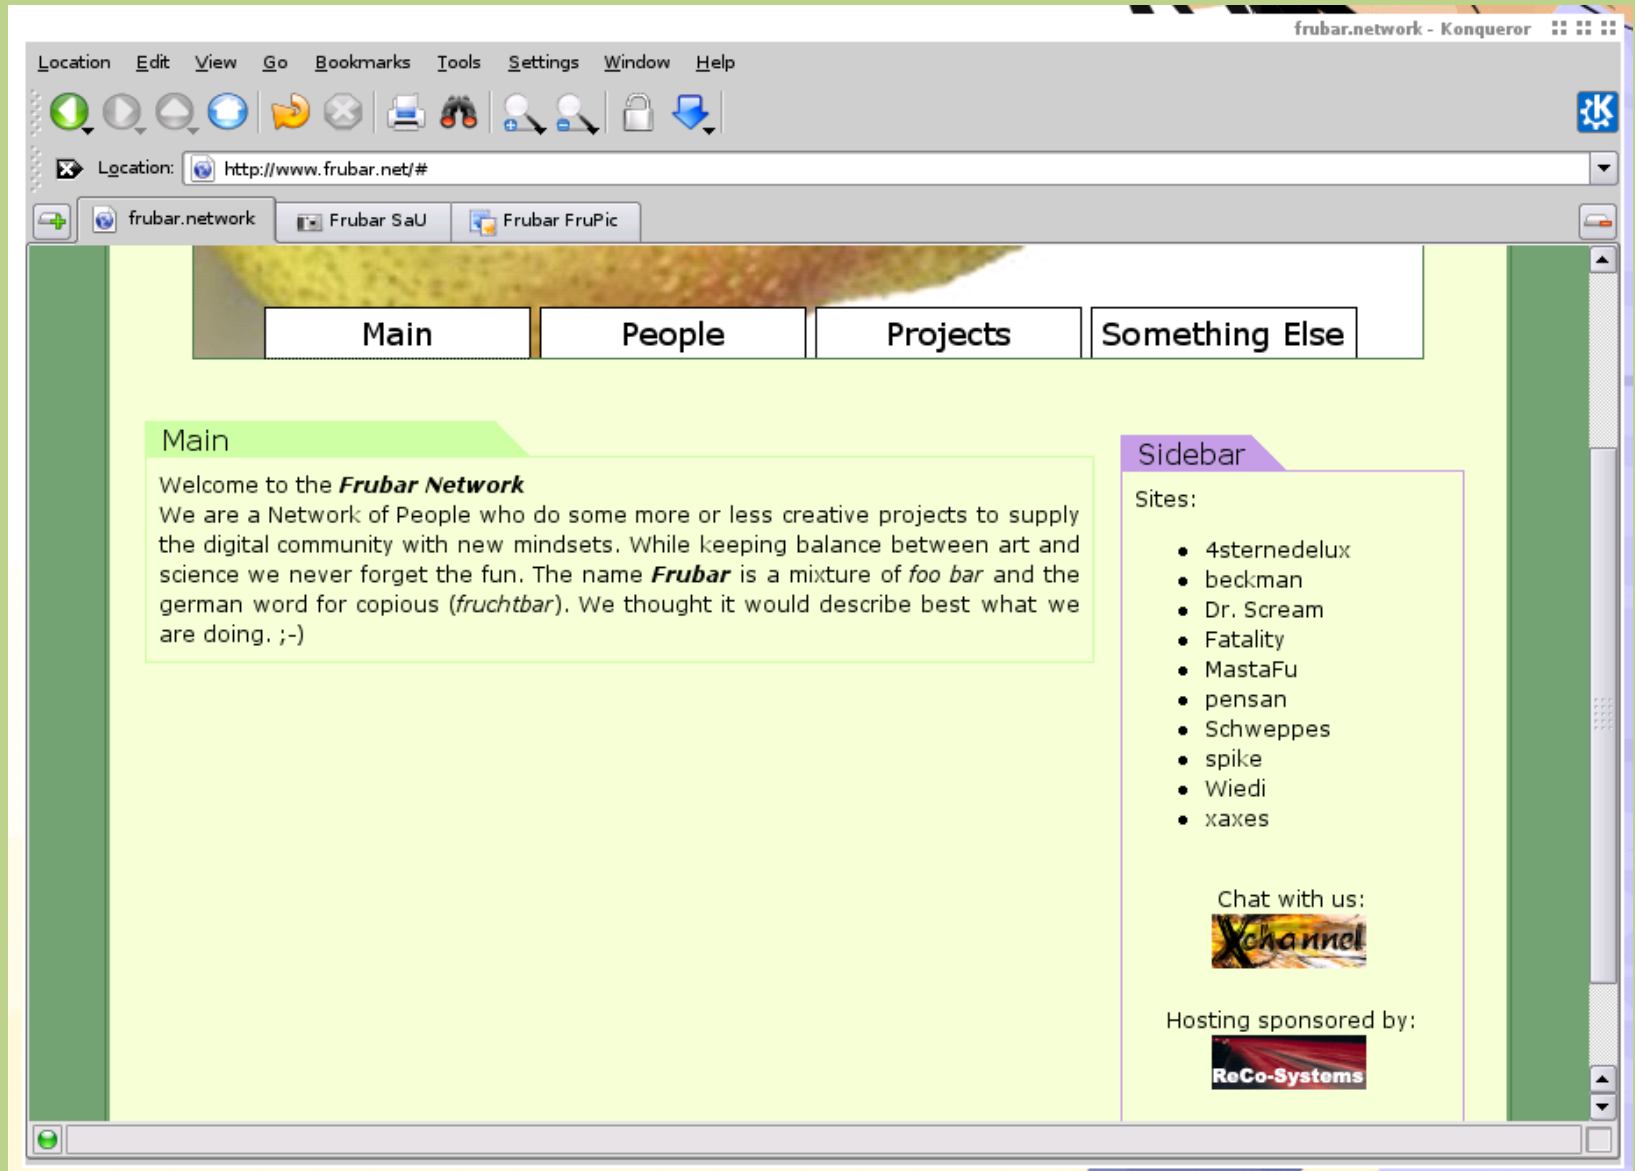 frubar.network - Konqueror
Location Edit View Go Bookmarks Tools Settings Window Help
Location: http://www.frubar.net/#
frubar.network Frubar SaU Frubar FruPic
Main People Projects Something Else
Main
Welcome to the Frubar Network
We are a Network of People who do some more or less creative projects to supply
the digital community with new mindsets. While keeping balance between art and
science we never forget the fun. The name Frubar is a mixture of foo bar and the
german word for copious (fruchtbar). We thought it would describe best what we
are doing. ;-)
Sidebar
Sites:
4sternedelux
beckman
Dr. Scream
Fatality
MastaFu
pensan
Schweppes
spike
Wiedi
xaxes
Chat with us:
Xchannel
Hosting sponsored by:
ReCo-Systems